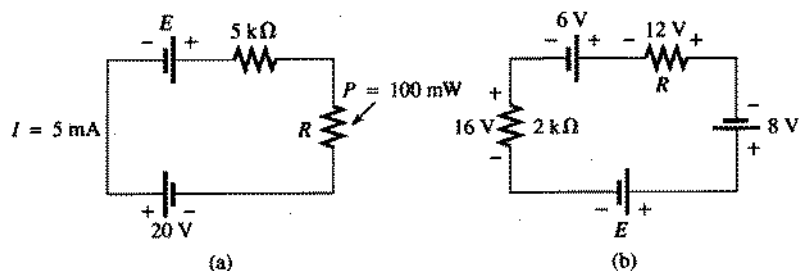 E
- +
5 kΩ
P = 100 mW
R
I = 5 mA
+ -
20 V
(a)
6 V
- +
12 V
- +
R
+
16 V
2 kΩ
-
-
8 V
+
- +
E
(b)